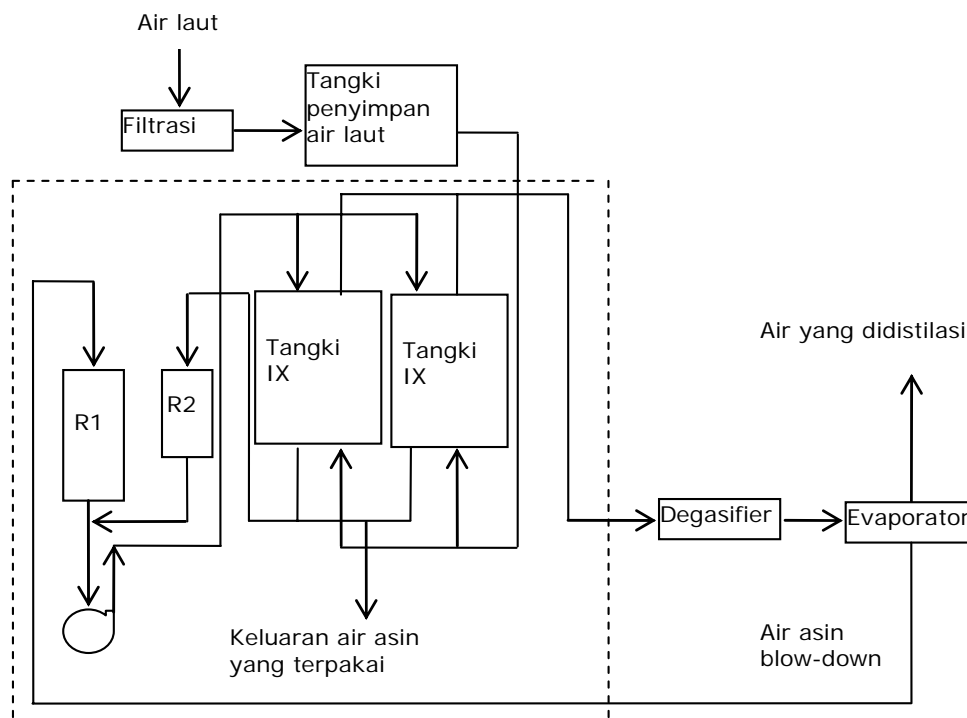 Air laut
Filtrasi
Tangki
penyimpan
air laut
Tangki
IX
Tangki
IX
R1
R2
Air yang didistilasi
Degasifier
Evaporator
Keluaran air asin
yang terpakai
Air asin
blow-down